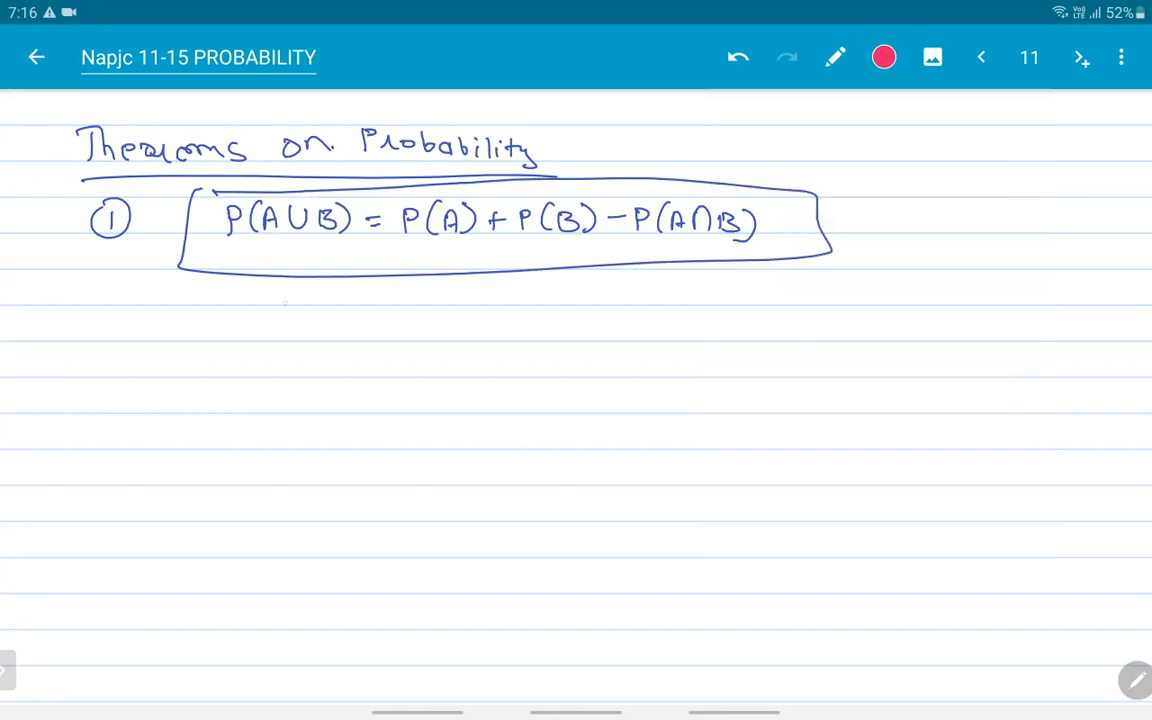 7:16 52%
Napjc 11-15 PROBABILITY 11
Theorems on Probability
① P(A∪B) = P(A) + P(B) - P(A∩B)